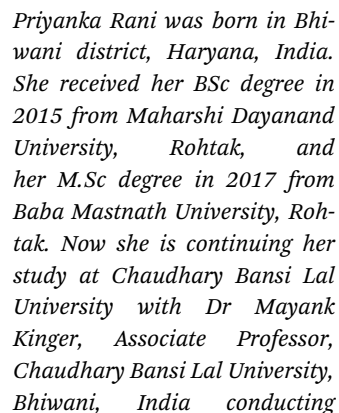 Priyanka Rani was born in Bhi-
wani district, Haryana, India.
She received her BSc degree in
2015 from Maharshi Dayanand
University, Rohtak, and
her M.Sc degree in 2017 from
Baba Mastnath University, Roh-
tak. Now she is continuing her
study at Chaudhary Bansi Lal
University with Dr Mayank
Kinger, Associate Professor,
Chaudhary Bansi Lal University,
Bhiwani, India conducting